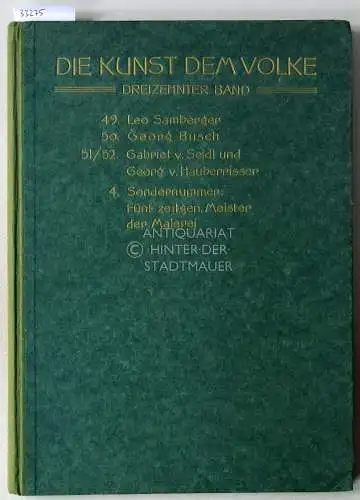 33275
DIE KUNST DEM VOLKE
DREIZEHNTER BAND
49. Leo Samberger
50. Georg Busch
51/52. Gabriel v. Seidl und
Georg v. Hauberrisser
4. Sondernummer:
Fünf zeitgen. Meister
der Malerei
ANTIQUARIAT
© HINTER·DER·
STADTMAUER